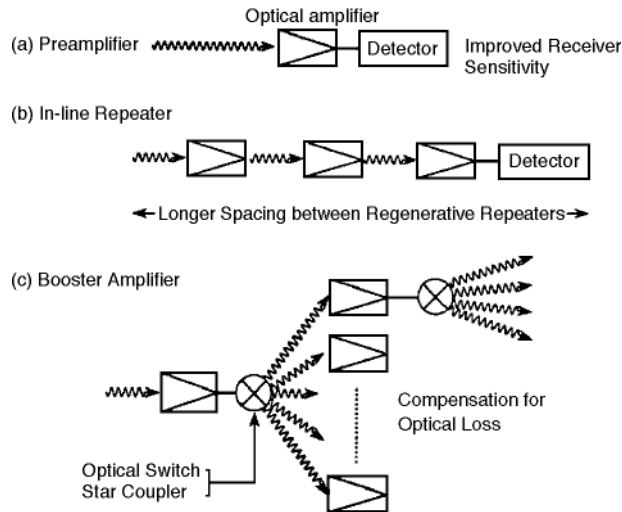 Optical amplifier
(a) Preamplifier
Detector
Improved Receiver
Sensitivity
(b) In-line Repeater
Detector
Longer Spacing between Regenerative Repeaters
(c) Booster Amplifier
Compensation for
Optical Loss
Optical Switch
Star Coupler